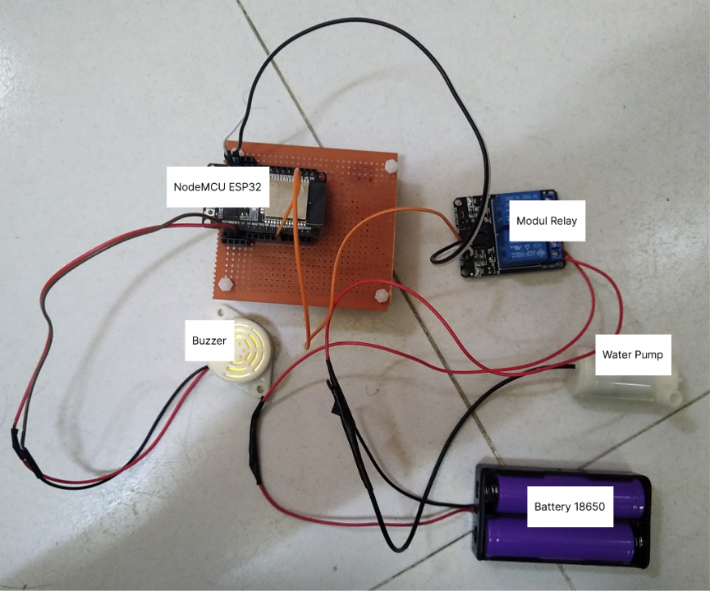 NodeMCU ESP32
Modul Relay
Buzzer
Water Pump
Battery 18650